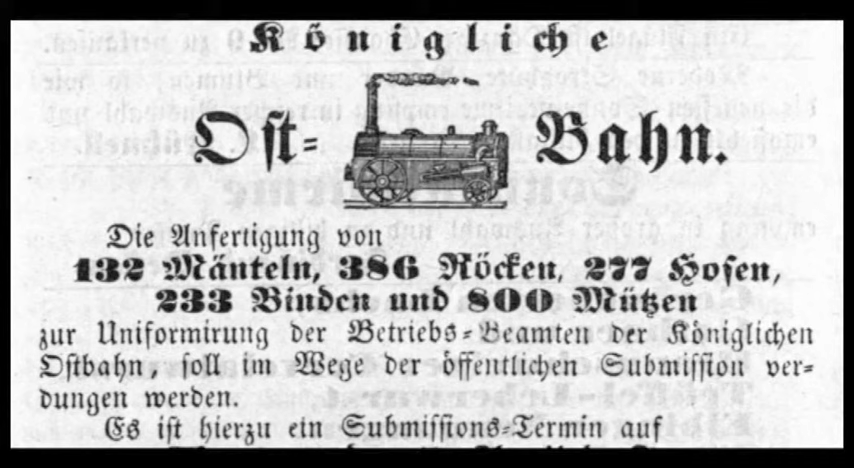 Königliche
Ost- Bahn.
Die Anfertigung von
132 Mänteln, 386 Röcken, 277 Hosen,
233 Binden und 800 Mützen
zur Uniformirung der Betriebs-Beamten der Königlichen
Ostbahn, soll im Wege der öffentlichen Submission ver-
dungen werden.
Es ist hierzu ein Submissions-Termin auf